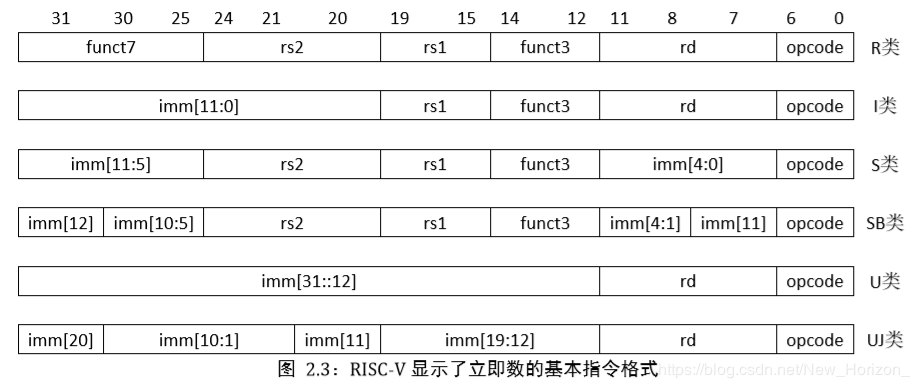 31 30 25 24 21 20 19 15 14 12 11 8 7 6 0
funct7 rs2 rs1 funct3 rd opcode R类
imm[11:0] rs1 funct3 rd opcode I类
imm[11:5] rs2 rs1 funct3 imm[4:0] opcode S类
imm[12] imm[10:5] rs2 rs1 funct3 imm[4:1] imm[11] opcode SB类
imm[31::12] rd opcode U类
imm[20] imm[10:1] imm[11] imm[19:12] rd opcode UJ类
图 2.3：RISC-V 显示了立即数的基本指令格式
https://blog.csdn.net/New_Horizon_